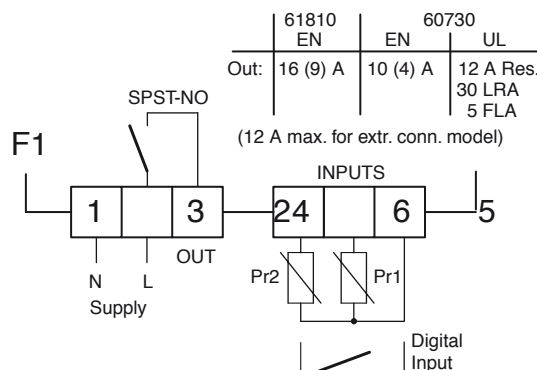 61810 60730
EN EN UL
Out: 16 (9) A 10 (4) A 12 A Res.
30 LRA
5 FLA
SPST-NO
(12 A max. for extr. conn. model)
F1
INPUTS
1 3 24 6 5
OUT
N L
Pr2 Pr1
Supply
Digital
Input